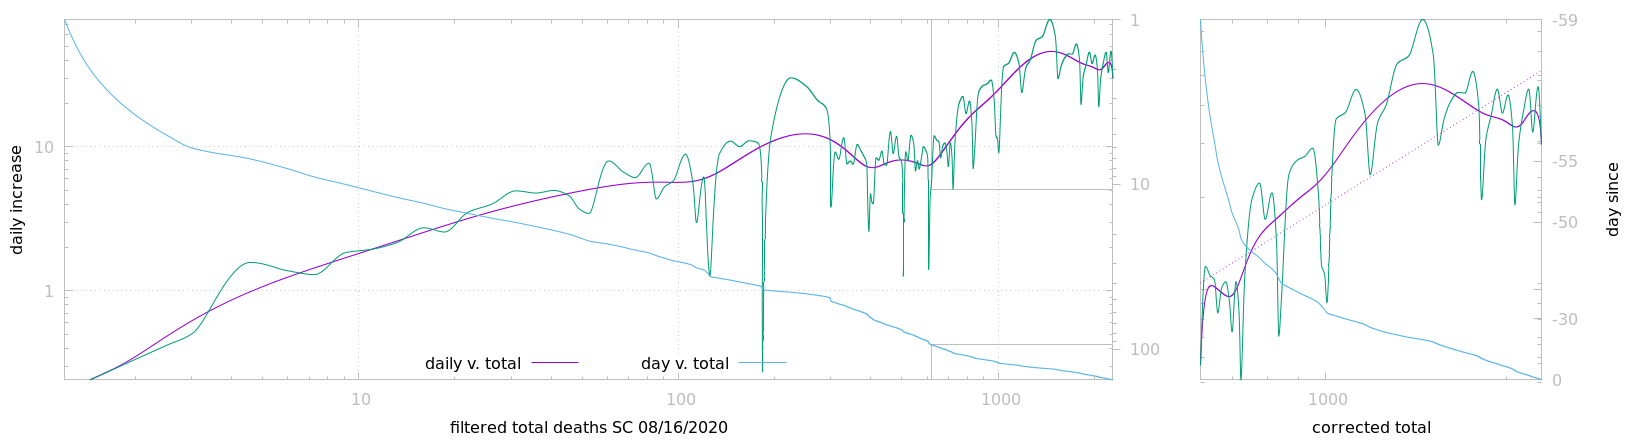 daily increase
10
1
1
10
100
daily v. total
day v. total
10
100
1000
filtered total deaths SC 08/16/2020
-59
-55
-50
-30
0
day since
1000
corrected total